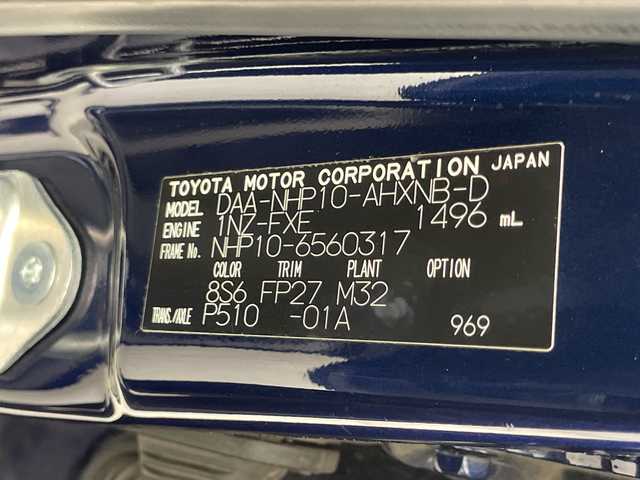 TOYOTA MOTOR CORPORATION JAPAN
MODEL DAA-NHP10-AHXNB-D
ENGINE 1NZ-FXE 1496 mL
FRAME No. NHP10-6560317
COLOR TRIM PLANT OPTION
8S6 FP27 M32
TRANS./AXLE P510 -01A 969